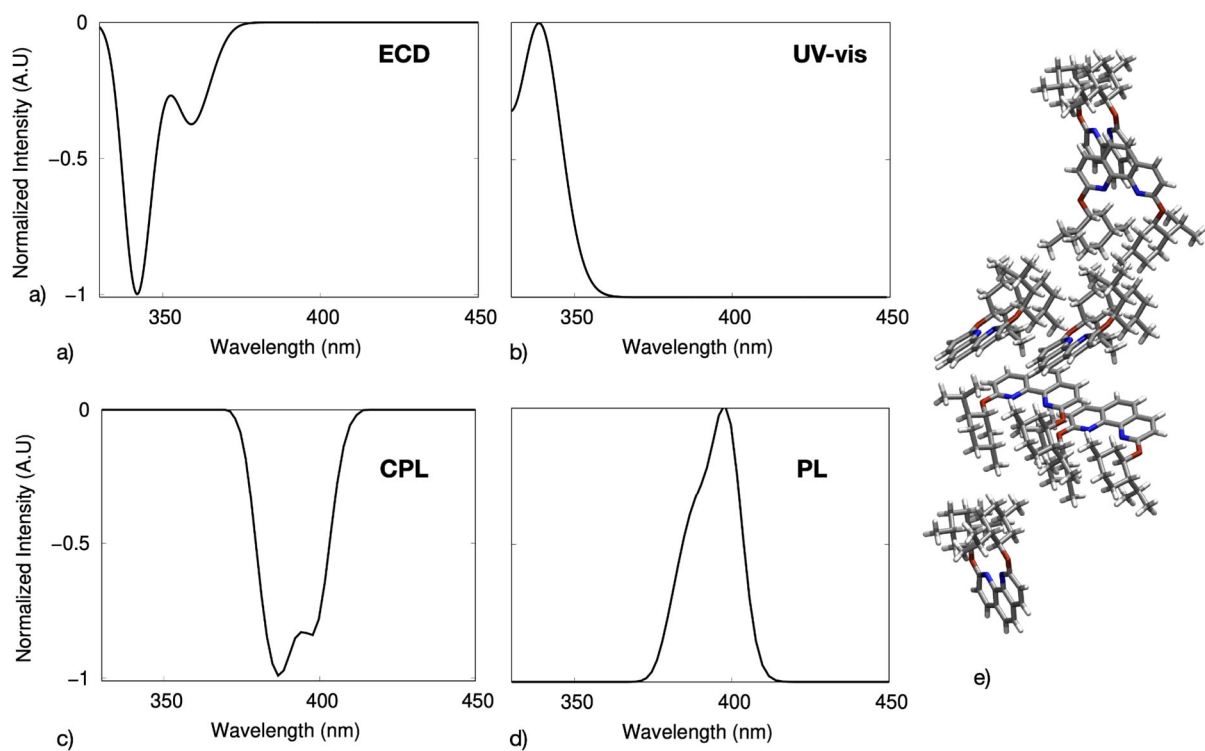 0
−0.5
−1
Normalized Intensity (A.U)
ECD
a)
350
400
450
Wavelength (nm)
a)
UV-vis
350
400
450
Wavelength (nm)
b)
0
−0.5
−1
Normalized Intensity (A.U)
CPL
350
400
450
Wavelength (nm)
c)
PL
350
400
450
Wavelength (nm)
d)
e)